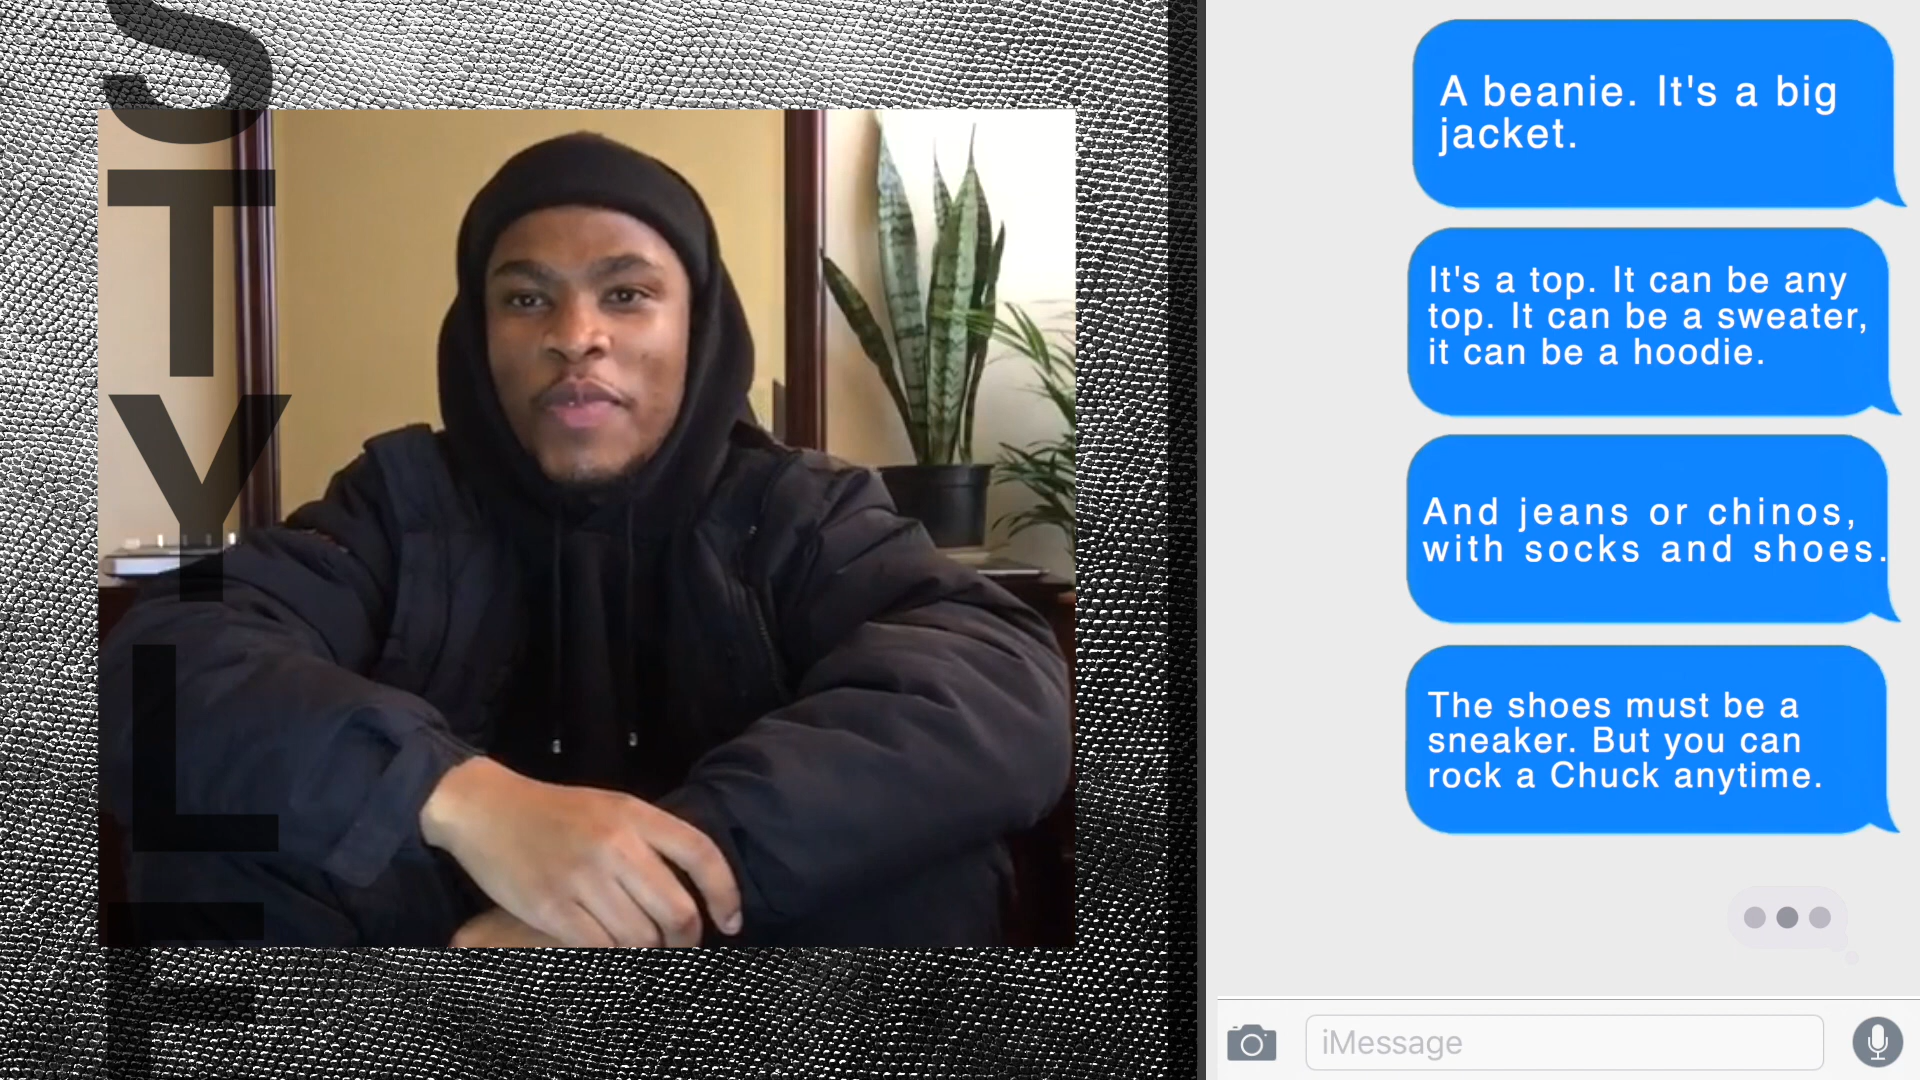 STYLE
A beanie. It's a big
jacket.
It's a top. It can be any
top. It can be a sweater,
it can be a hoodie.
And jeans or chinos,
with socks and shoes.
The shoes must be a
sneaker. But you can
rock a Chuck anytime.
iMessage